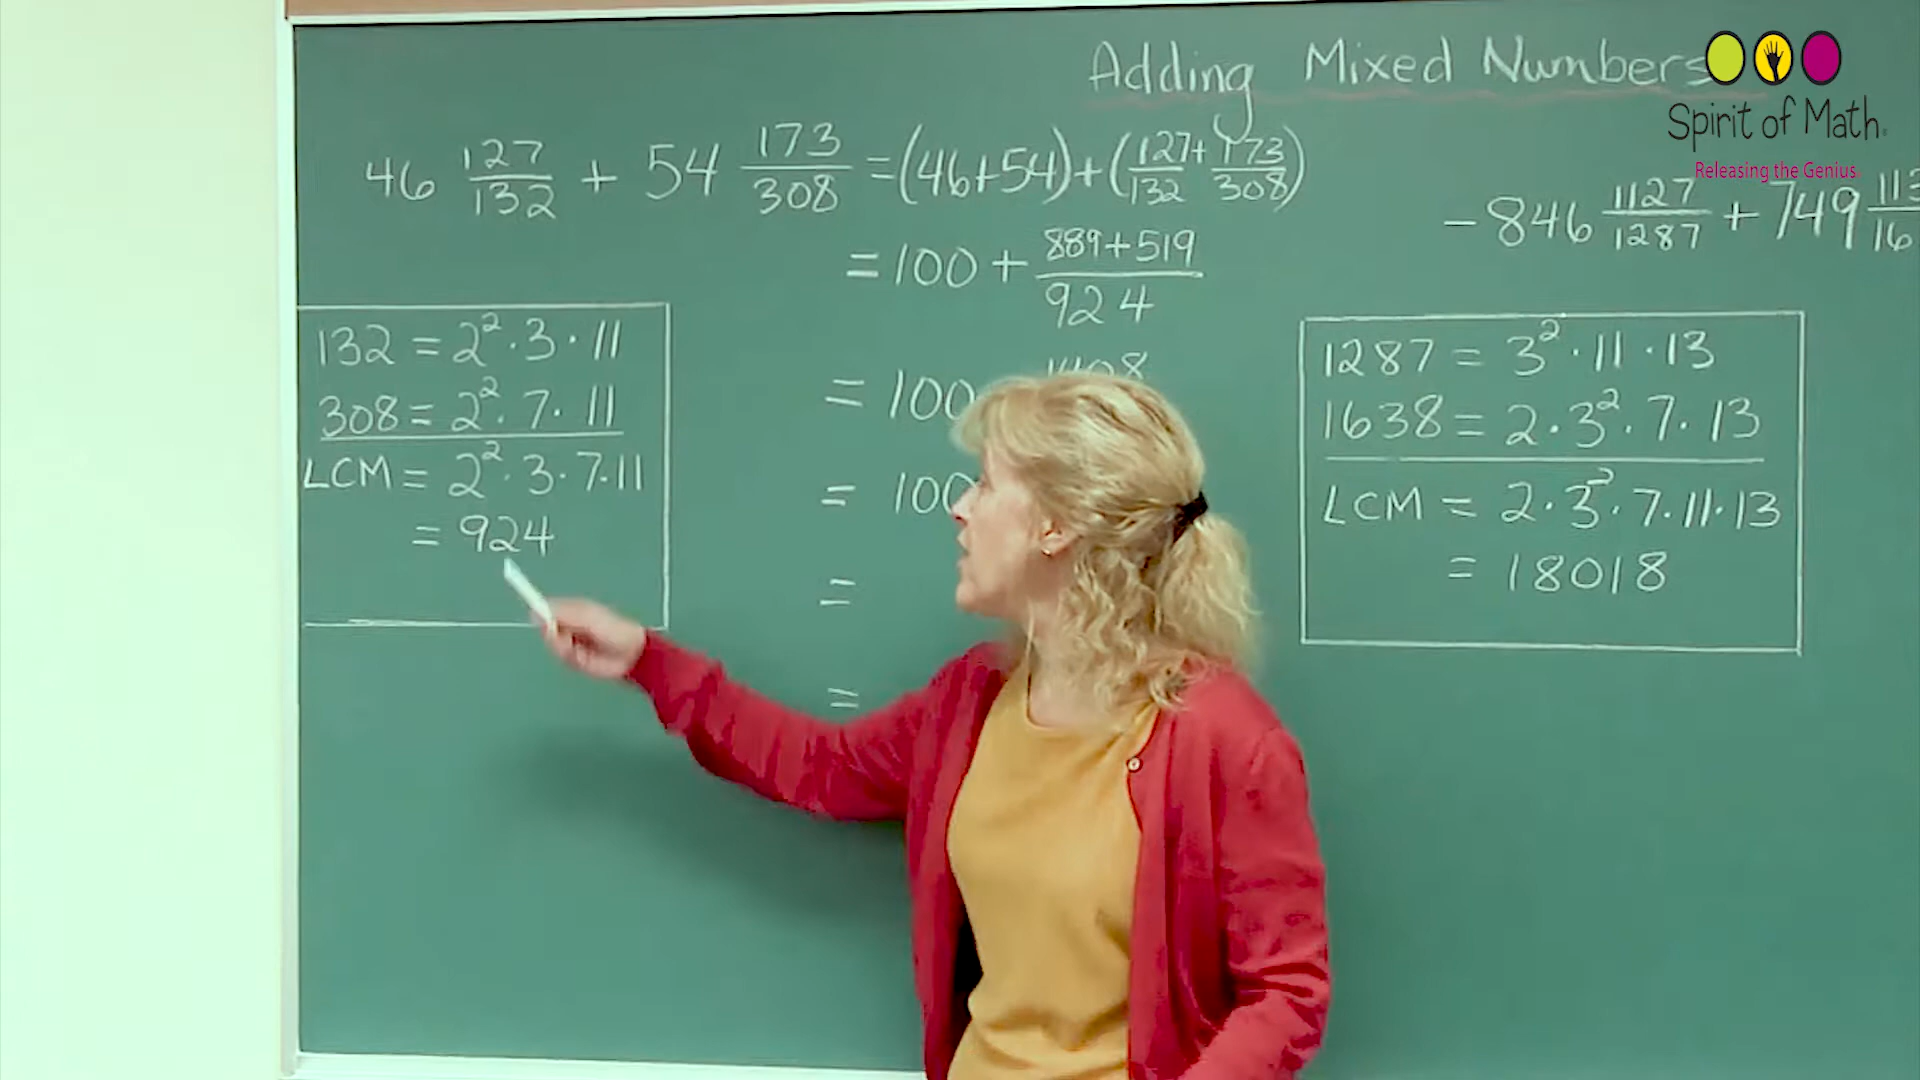 Adding Mixed Numbers
Spirit of Math
Releasing the Genius
46 127/132 + 54 173/308 = (46+54) + (127/132 + 173/308)
= 100 + 889+519/924
= 100 1408
= 100
=
=
132 = 2² · 3 · 11
308 = 2² · 7 · 11
LCM = 2² · 3 · 7 · 11
= 924
-846 1127/1287 + 749 113/16
1287 = 3² · 11 · 13
1638 = 2 · 3² · 7 · 13
LCM = 2 · 3² · 7 · 11 · 13
= 18018